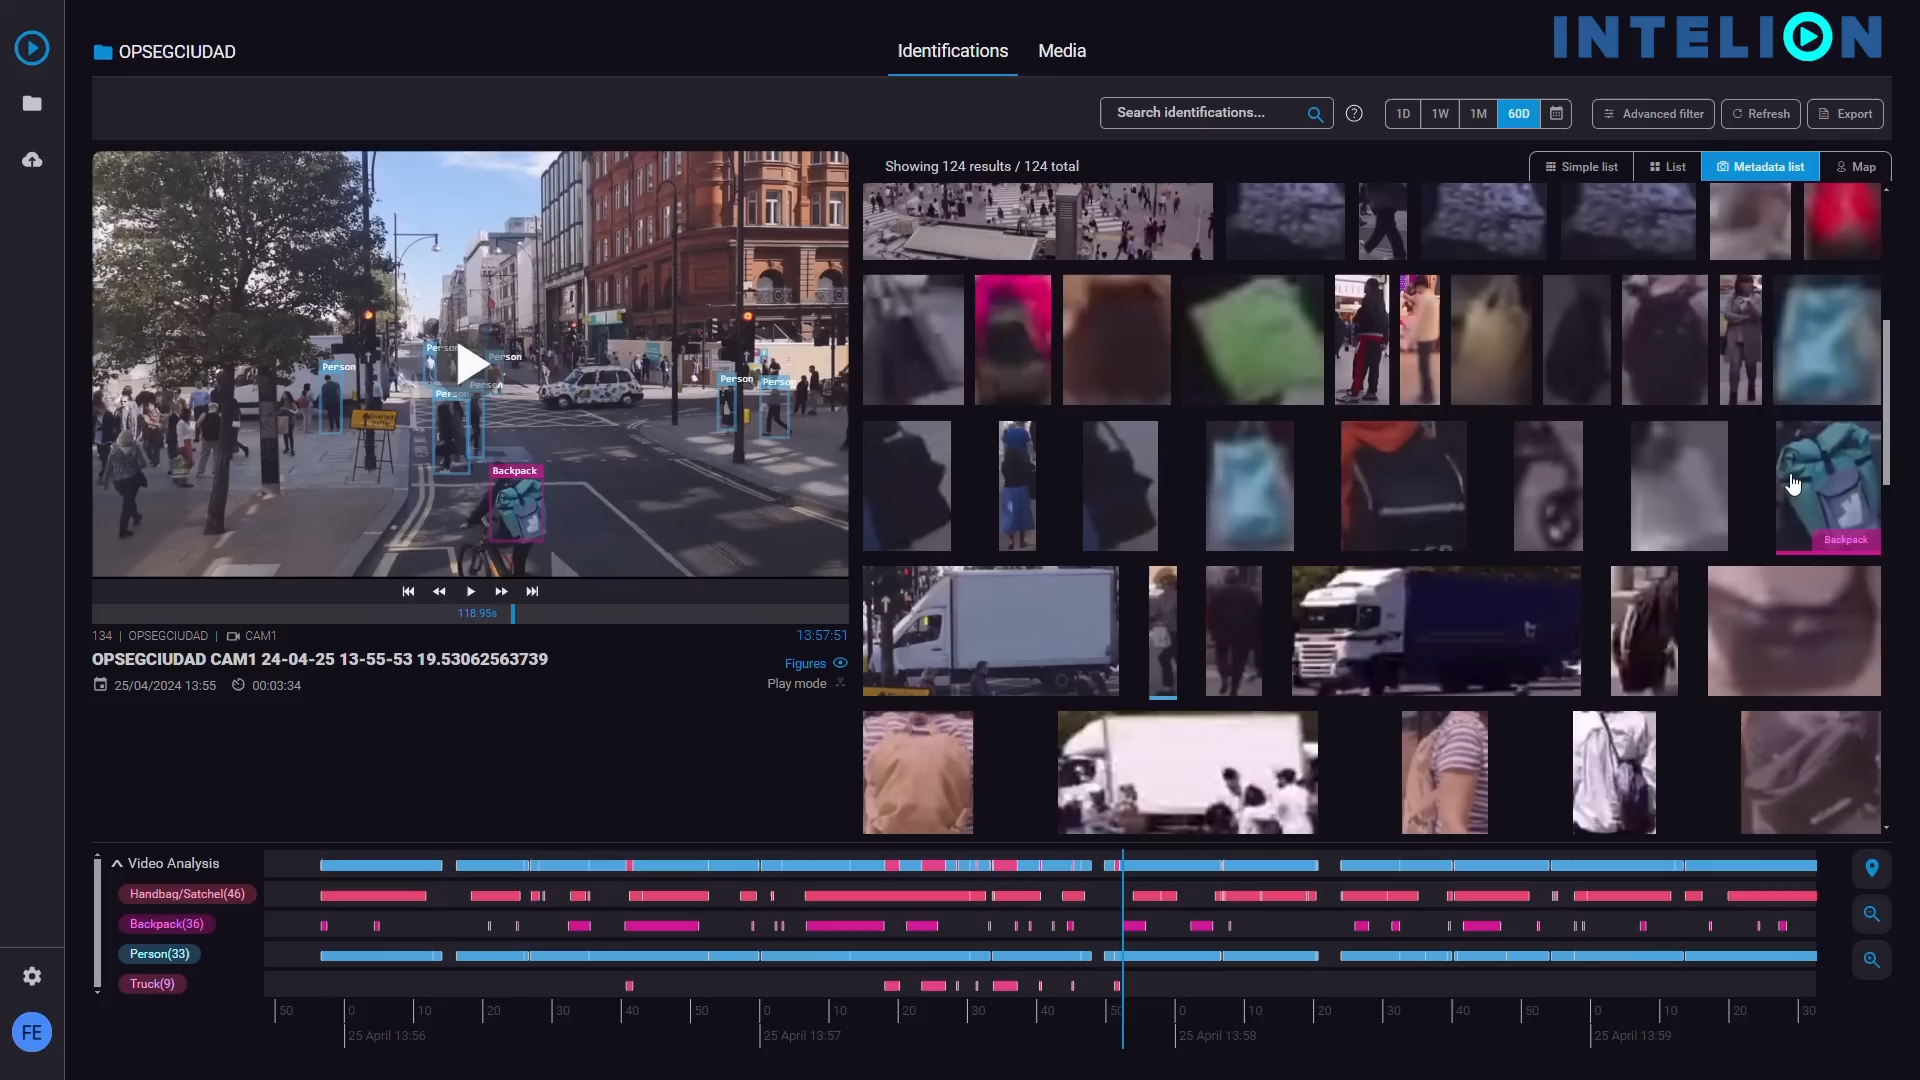 INTELION
OPSEGCIUDAD
Identifications
Media
Search identifications...
1D
1W
1M
60D
Advanced filter
Refresh
Export
Showing 124 results / 124 total
Simple list
List
Metadata list
Map
Person
Person
Person
Person
Person
Person
Person
Backpack
Backpack
118.95s
134 | OPSEGCIUDAD | CAM1
13:57:51
OPSEGCIUDAD CAM1 24-04-25 13-55-53 19.53062563739
Figures
25/04/2024 13:55
00:03:34
Play mode
Video Analysis
Handbag/Satchel(46)
Backpack(36)
Person(33)
Truck(9)
50 0 10 20 30 40 50 0 10 20 30 40 50 0 10 20 30 40 50 0 10 20 30
25 April 13:56
25 April 13:57
25 April 13:58
25 April 13:59
FE